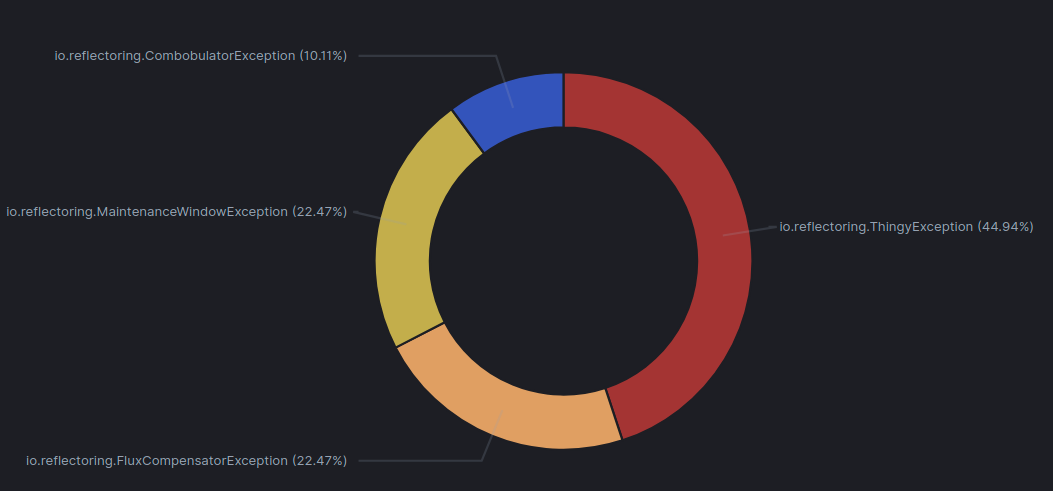 io.reflectoring.CombobulatorException (10.11%)
io.reflectoring.MaintenanceWindowException (22.47%)
io.reflectoring.ThingyException (44.94%)
io.reflectoring.FluxCompensatorException (22.47%)